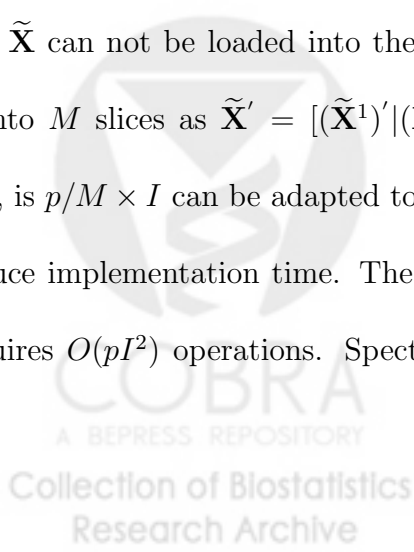 X̃ can not be loaded into the
nto M slices as X̃′ = [(X̃¹)′|(
, is p/M × I can be adapted to
uce implementation time. The
uires O(pI²) operations. Spect
COBRA
A BEPRESS REPOSITORY
Collection of Biostatistics
Research Archive